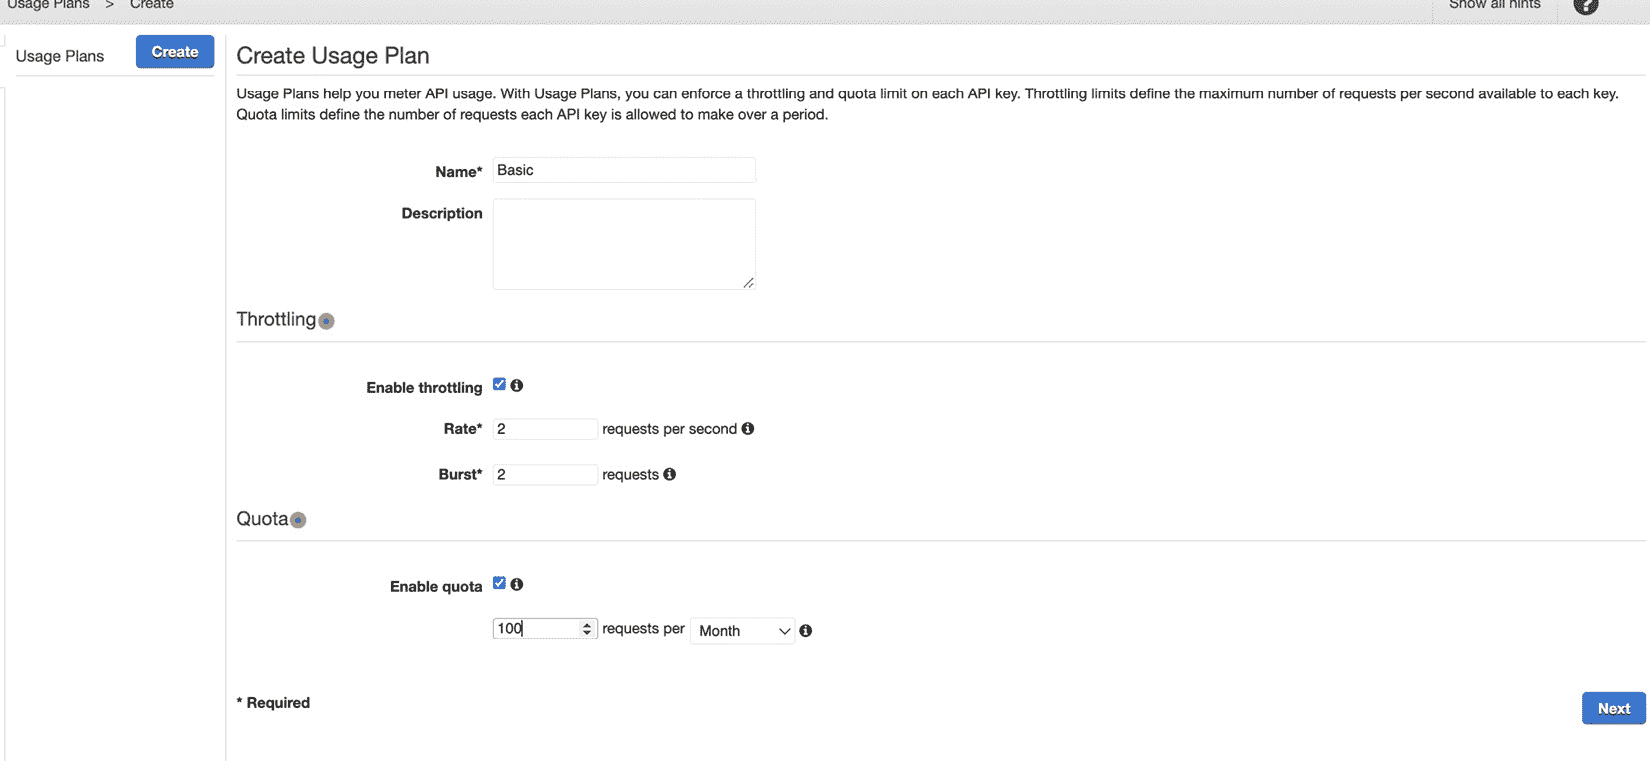 Usage Plans > Create
Show all hints
?
Usage Plans
Create
Create Usage Plan
Usage Plans help you meter API usage. With Usage Plans, you can enforce a throttling and quota limit on each API key. Throttling limits define the maximum number of requests per second available to each key.
Quota limits define the number of requests each API key is allowed to make over a period.
Name* Basic
Description
Throttling
Enable throttling
Rate* 2 requests per second
Burst* 2 requests
Quota
Enable quota
100 requests per Month
* Required
Next